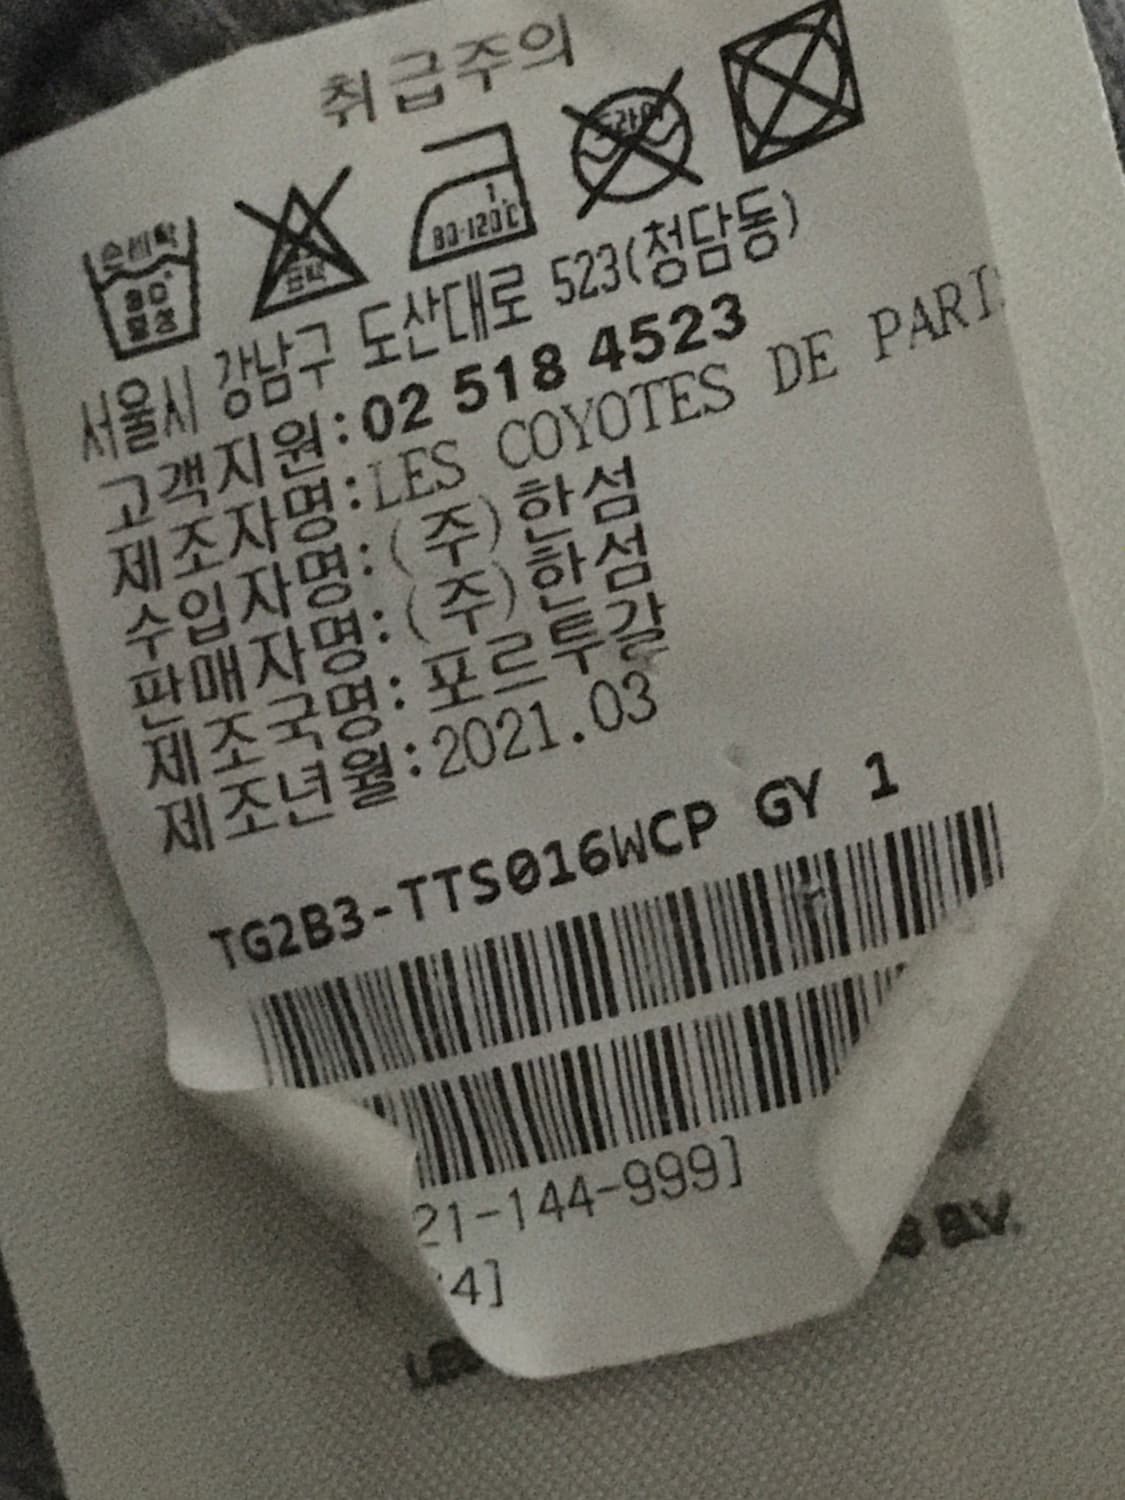 취급주의
손세탁
중성
표백
1
80-120℃
드라이
서울시 강남구 도산대로 523(청담동)
고객지원:02 518 4523
제조자명:LES COYOTES DE PARI
수입자명:(주)한섬
판매자명:(주)한섬
제조국명:포르투갈
제조년월:2021.03
TG2B3-TTS016WCP GY 1
21-144-999]
4]
B.V.